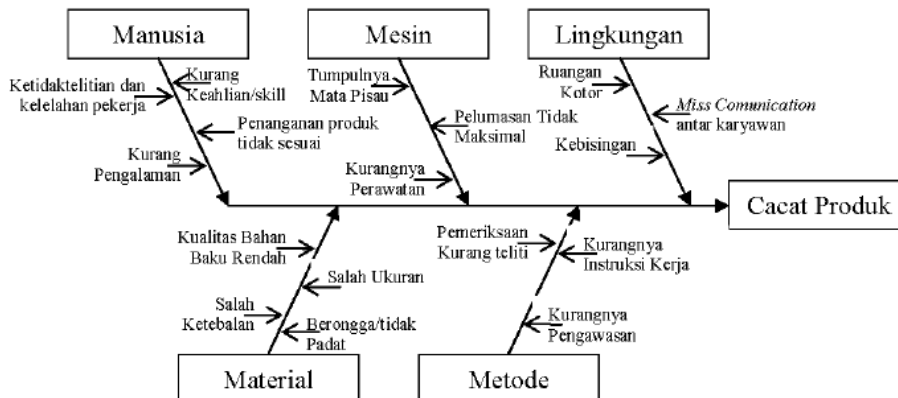 Manusia
Mesin
Lingkungan
Ketidaktelitian dan
kelelahan pekerja
Kurang
Keahlian/skill
Penanganan produk
tidak sesuai
Kurang
Pengalaman
Tumpulnya
Mata Pisau
Pelumasan Tidak
Maksimal
Kurangnya
Perawatan
Ruangan
Kotor
Miss Comunication
antar karyawan
Kebisingan
Cacat Produk
Kualitas Bahan
Baku Rendah
Salah Ukuran
Salah
Ketebalan
Berongga/tidak
Padat
Pemeriksaan
Kurang teliti
Kurangnya
Instruksi Kerja
Kurangnya
Pengawasan
Material
Metode